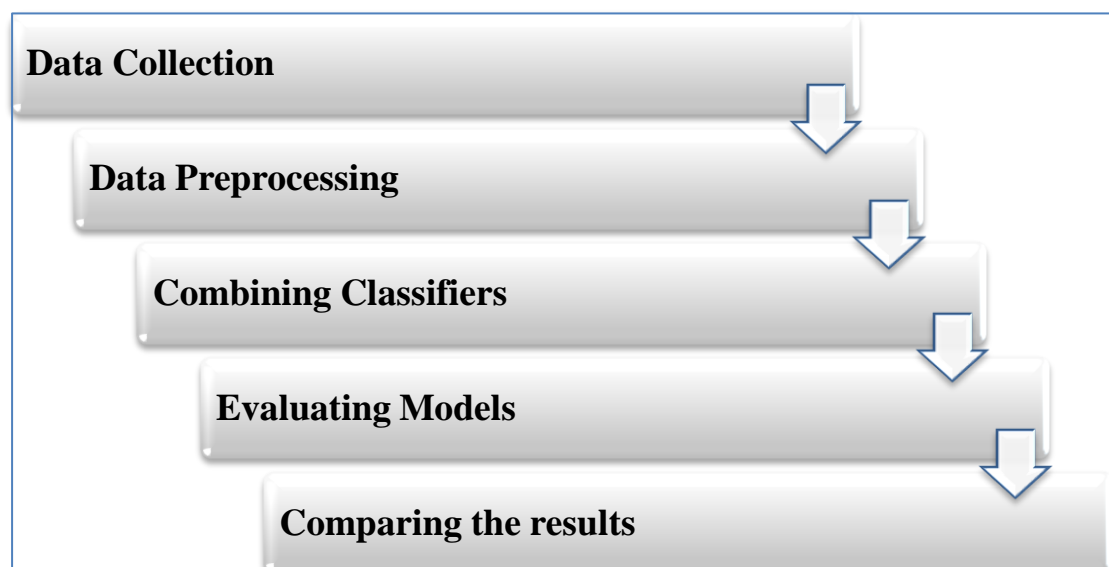 Data Collection
Data Preprocessing
Combining Classifiers
Evaluating Models
Comparing the results